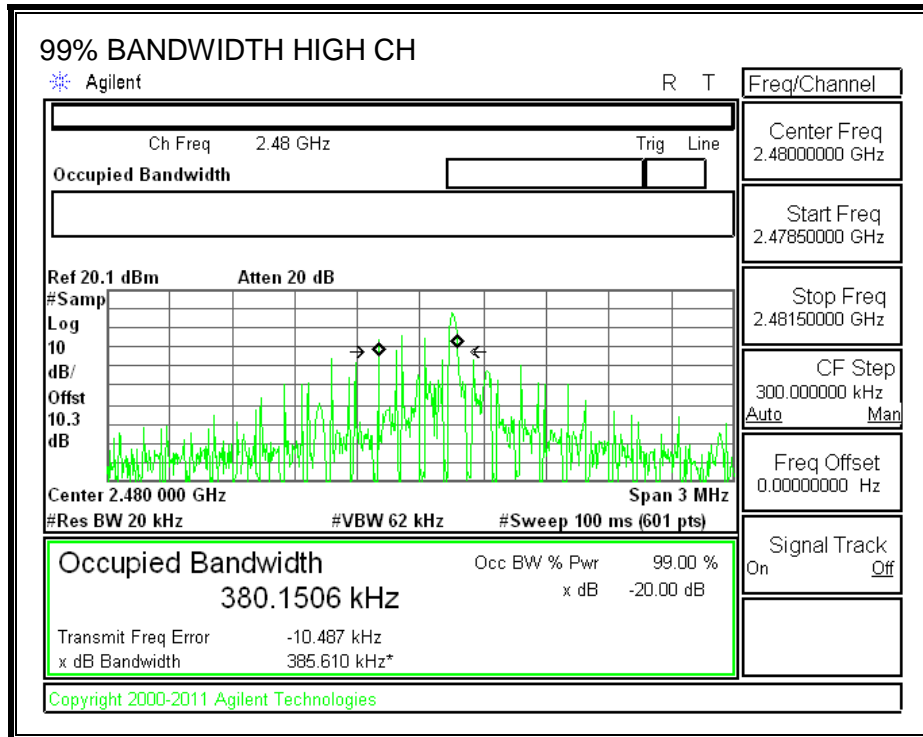 99% BANDWIDTH HIGH CH
Agilent
R T
Freq/Channel
Ch Freq 2.48 GHz
Trig Line
Occupied Bandwidth
Center Freq
2.48000000 GHz
Start Freq
2.47850000 GHz
Stop Freq
2.48150000 GHz
CF Step
300.000000 kHz
Auto Man
Freq Offset
0.00000000 Hz
Signal Track
On Off
Ref 20.1 dBm Atten 20 dB
#Samp
Log
10
dB/
Offst
10.3
dB
Center 2.480 000 GHz Span 3 MHz
#Res BW 20 kHz #VBW 62 kHz #Sweep 100 ms (601 pts)
Occupied Bandwidth
380.1506 kHz
Occ BW % Pwr 99.00 %
x dB -20.00 dB
Transmit Freq Error -10.487 kHz
x dB Bandwidth 385.610 kHz*
Copyright 2000-2011 Agilent Technologies